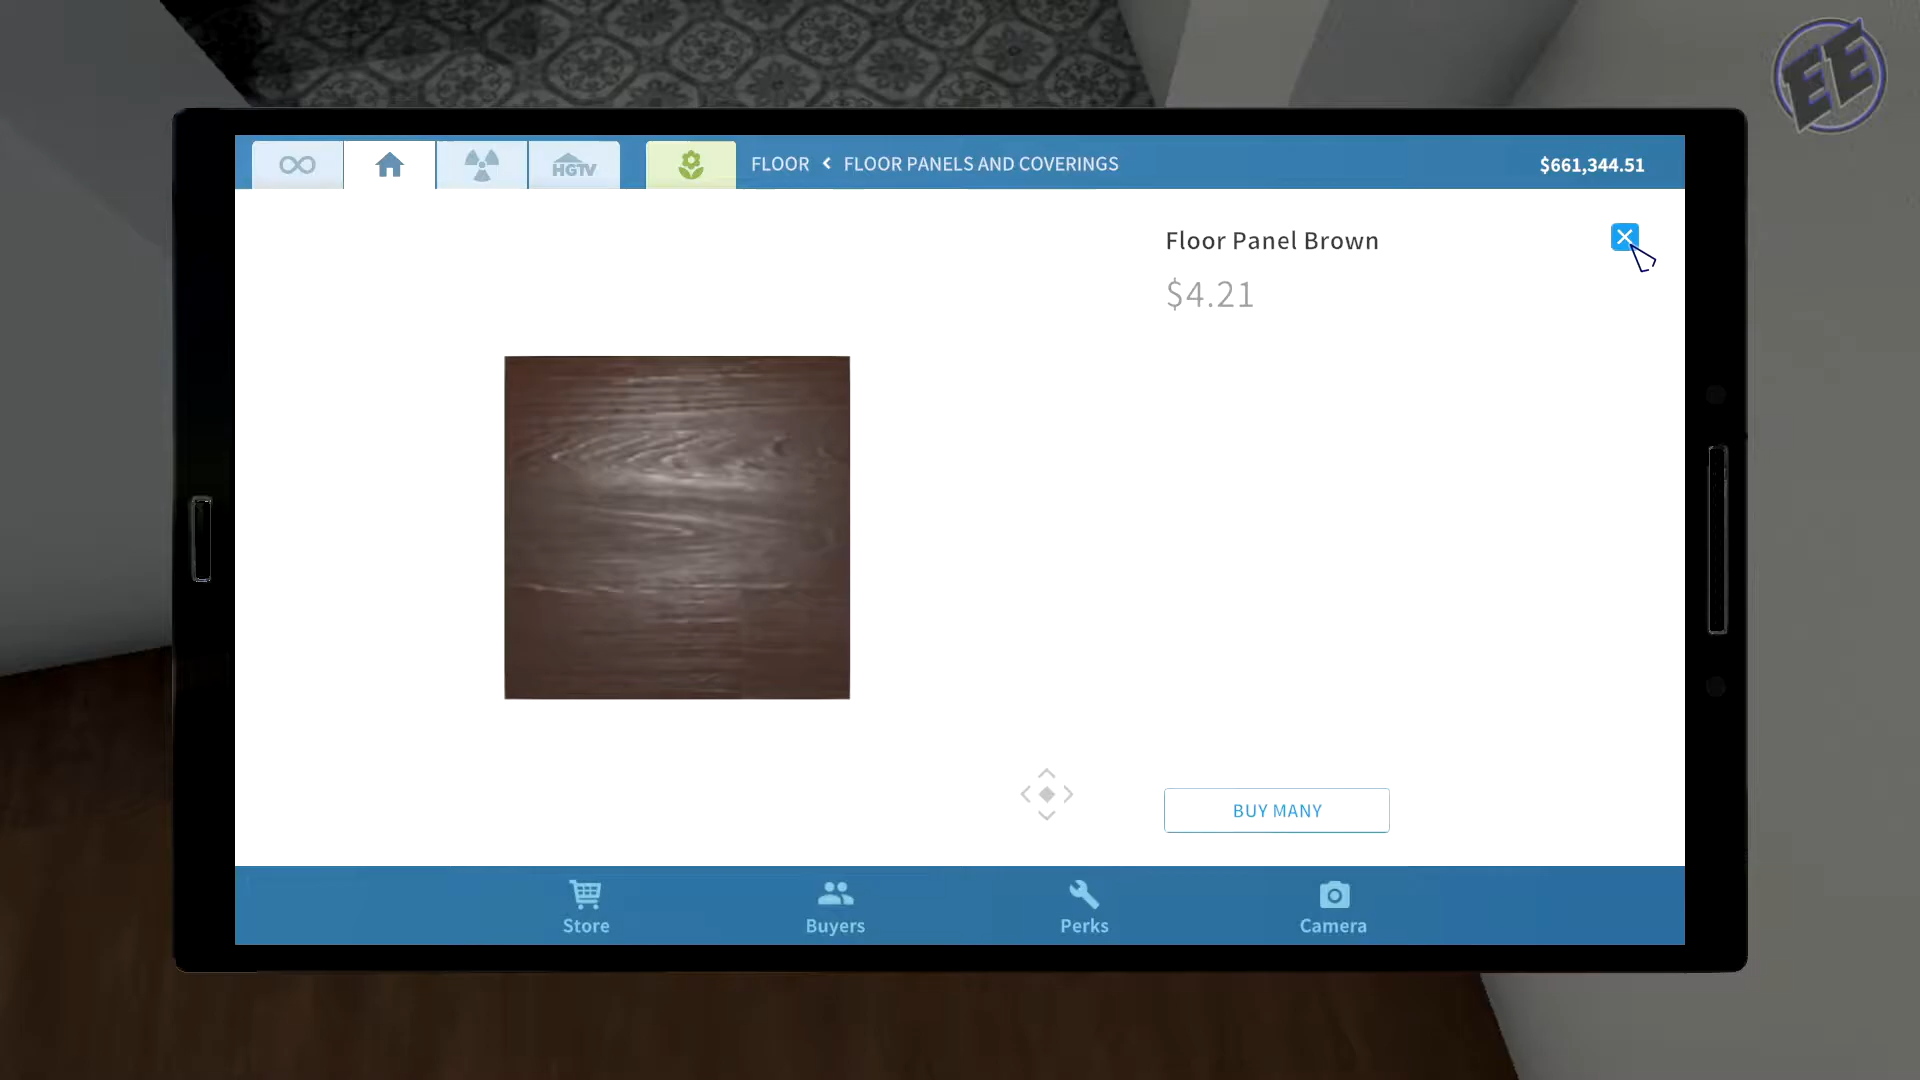 EE
HGTV
FLOOR < FLOOR PANELS AND COVERINGS
$661,344.51
Floor Panel Brown
$4.21
BUY MANY
Store
Buyers
Perks
Camera